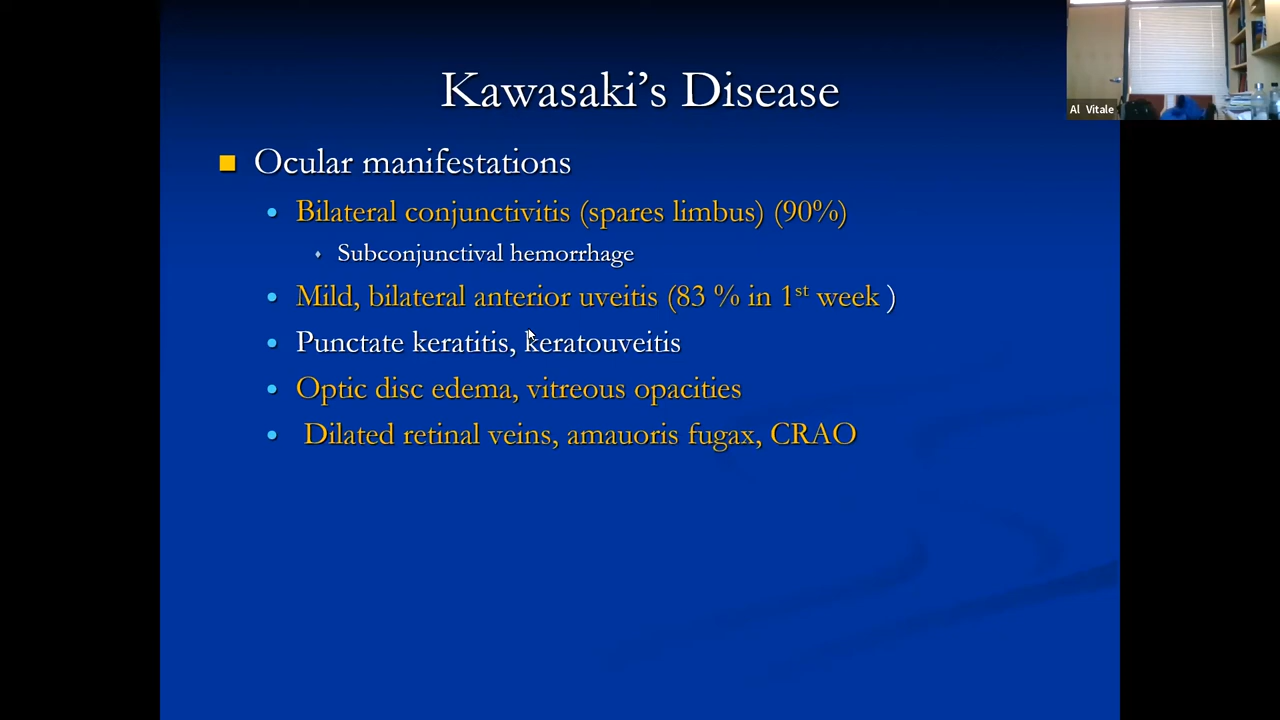 Kawasaki's Disease
Al Vitale
Ocular manifestations
Bilateral conjunctivitis (spares limbus) (90%)
Subconjunctival hemorrhage
Mild, bilateral anterior uveitis (83 % in 1st week )
Punctate keratitis, keratouveitis
Optic disc edema, vitreous opacities
Dilated retinal veins, amauoris fugax, CRAO